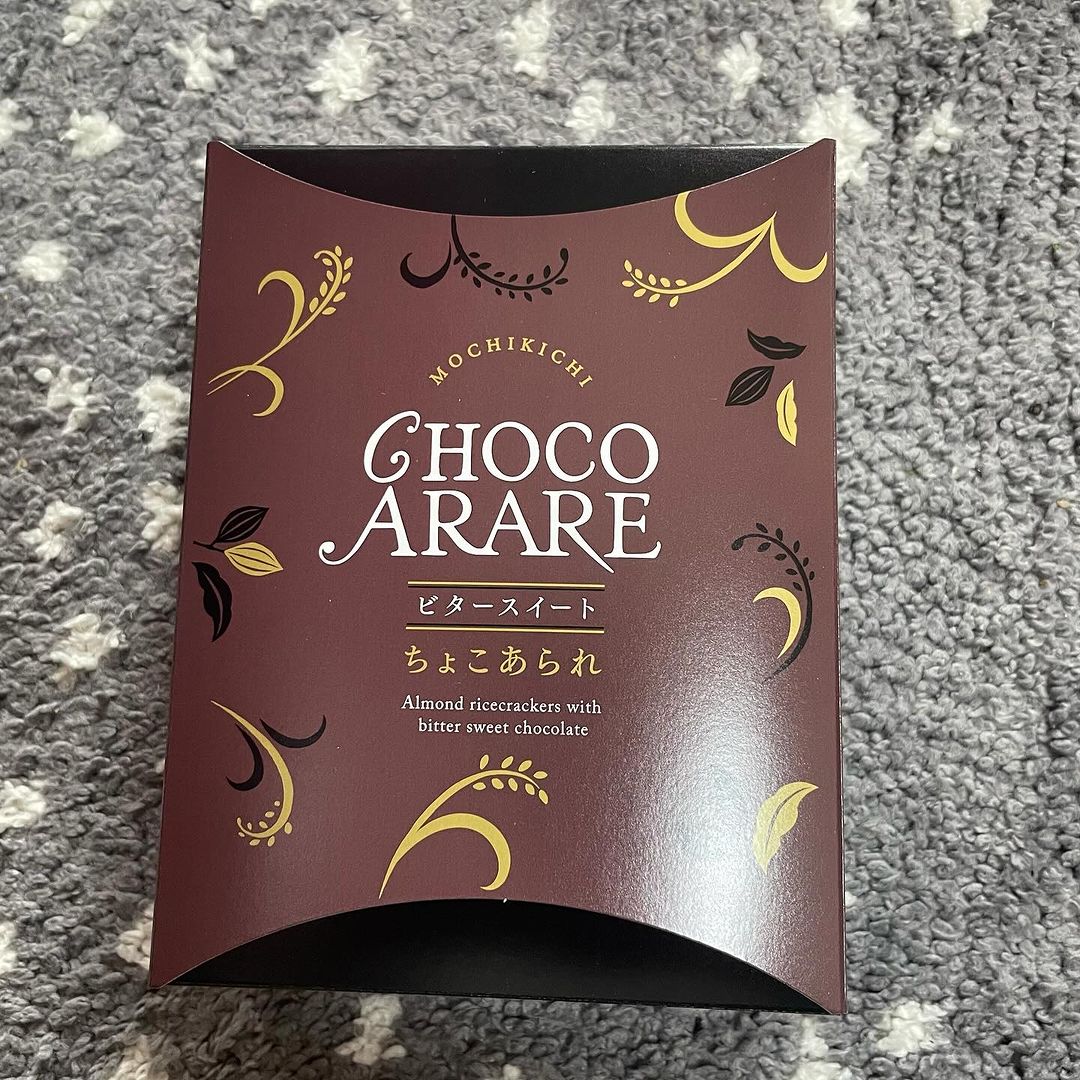 MOCHIKICHI
CHOCO
ARARE
ビタースイート
ちょこあられ
Almond ricecrackers with
bitter sweet chocolate